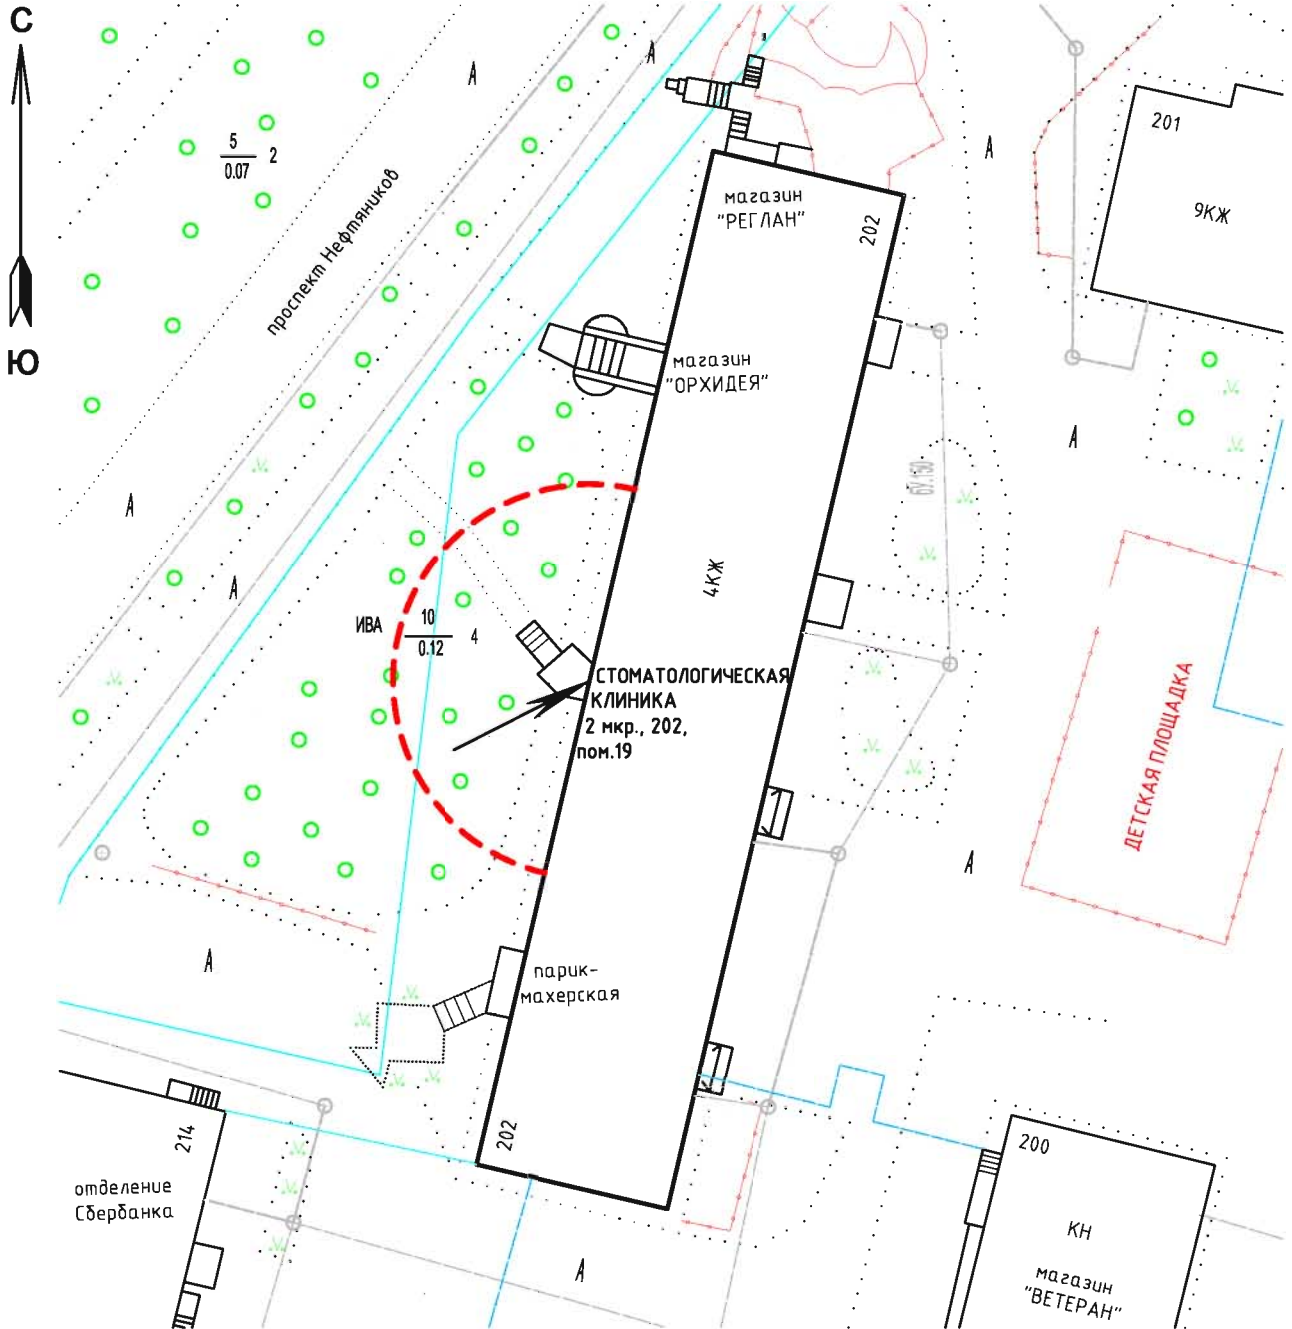 С
Ю
5
0.07
2
проспект Нефтяников
А
А
А
201
9КЖ
магазин
"РЕГЛАН"
202
магазин
"ОРХИДЕЯ"
А
А
А
4КЖ
ИВА
10
0.12
4
СТОМАТОЛОГИЧЕСКАЯ
КЛИНИКА
2 мкр., 202,
пом.19
ДЕТСКАЯ ПЛОЩАДКА
А
А
парик-
махерская
202
214
отделение
Сбербанка
А
200
КН
магазин
"ВЕТЕРАН"